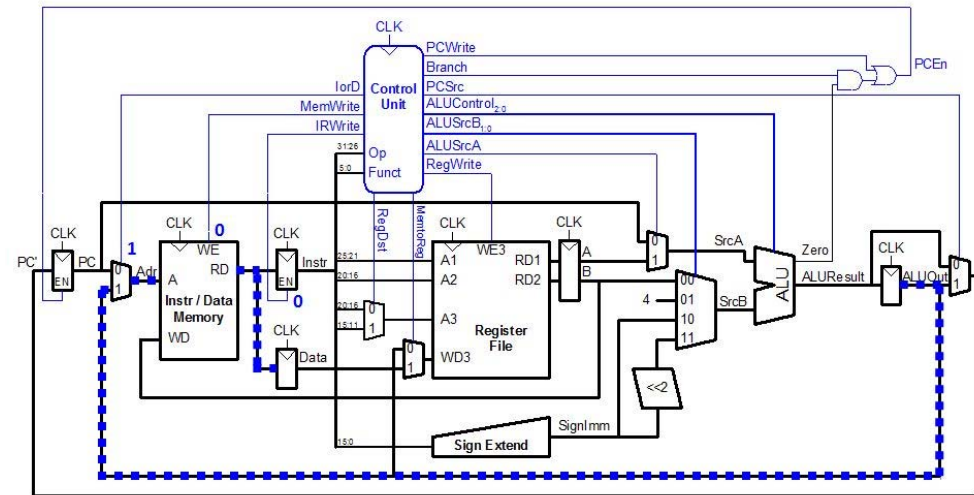 CLK
PCWrite
Branch
PCEn
IorD
Control
Unit
PCSrc
MemWrite
ALUControl2:0
IRWrite
ALUSrcB1:0
31:26
Op
ALUSrcA
5:0
Funct
RegWrite
RegDst
MemtoReg
CLK
CLK
0
CLK
CLK
CLK
CLK
1
WE
WE3
0
SrcA
Zero
PC'
PC
0
Adr
A
RD
Instr
25:21
A1
RD1
A
1
00
ALU
ALUResult
ALUOut
0
1
EN
1
EN
20:16
A2
RD2
B
01
4
Instr / Data
Memory
0
20:16
0
A3
10
SrcB
15:11
1
Register
File
11
CLK
WD
Data
0
WD3
1
<<2
SignImm
15:0
Sign Extend